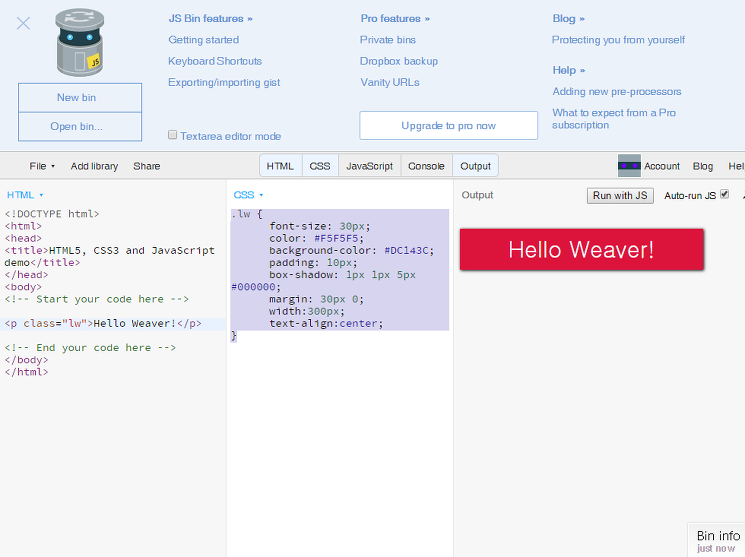 JS
New bin
Open bin...
JS Bin features »
Getting started
Keyboard Shortcuts
Exporting/importing gist
Textarea editor mode
Pro features »
Private bins
Dropbox backup
Vanity URLs
Upgrade to pro now
Blog »
Protecting you from yourself
Help »
Adding new pre-processors
What to expect from a Pro
subscription
File Add library Share HTML CSS JavaScript Console Output Account Blog Hel
HTML
<!DOCTYPE html>
<html>
<head>
<title>HTML5, CSS3 and JavaScript
demo</title>
</head>
<body>
<!-- Start your code here -->
<p class="lw">Hello Weaver!</p>
<!-- End your code here -->
</body>
</html>
CSS
.lw {
font-size: 30px;
color: #F5F5F5;
background-color: #DC143C;
padding: 10px;
box-shadow: 1px 1px 5px
#000000;
margin: 30px 0;
width:300px;
text-align:center;
}
Output Run with JS Auto-run JS
Hello Weaver!
Bin info
just now